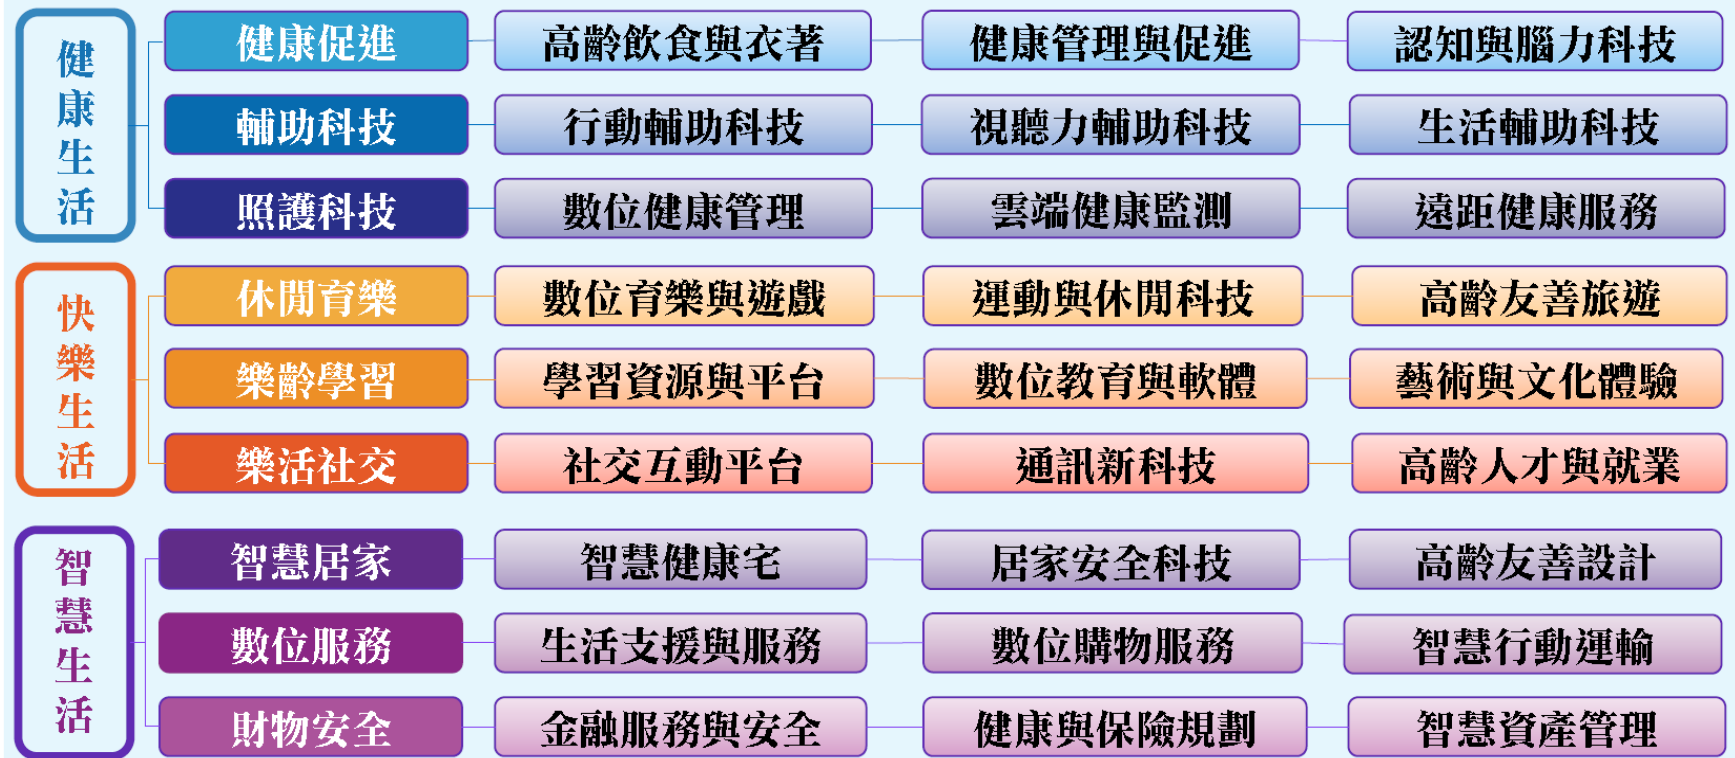 健康生活
健康促進 高齡飲食與衣著 健康管理與促進 認知與腦力科技
輔助科技 行動輔助科技 視聽力輔助科技 生活輔助科技
照護科技 數位健康管理 雲端健康監測 遠距健康服務
快樂生活
休閒育樂 數位育樂與遊戲 運動與休閒科技 高齡友善旅遊
樂齡學習 學習資源與平台 數位教育與軟體 藝術與文化體驗
樂活社交 社交互動平台 通訊新科技 高齡人才與就業
智慧生活
智慧居家 智慧健康宅 居家安全科技 高齡友善設計
數位服務 生活支援與服務 數位購物服務 智慧行動運輸
財物安全 金融服務與安全 健康與保險規劃 智慧資產管理